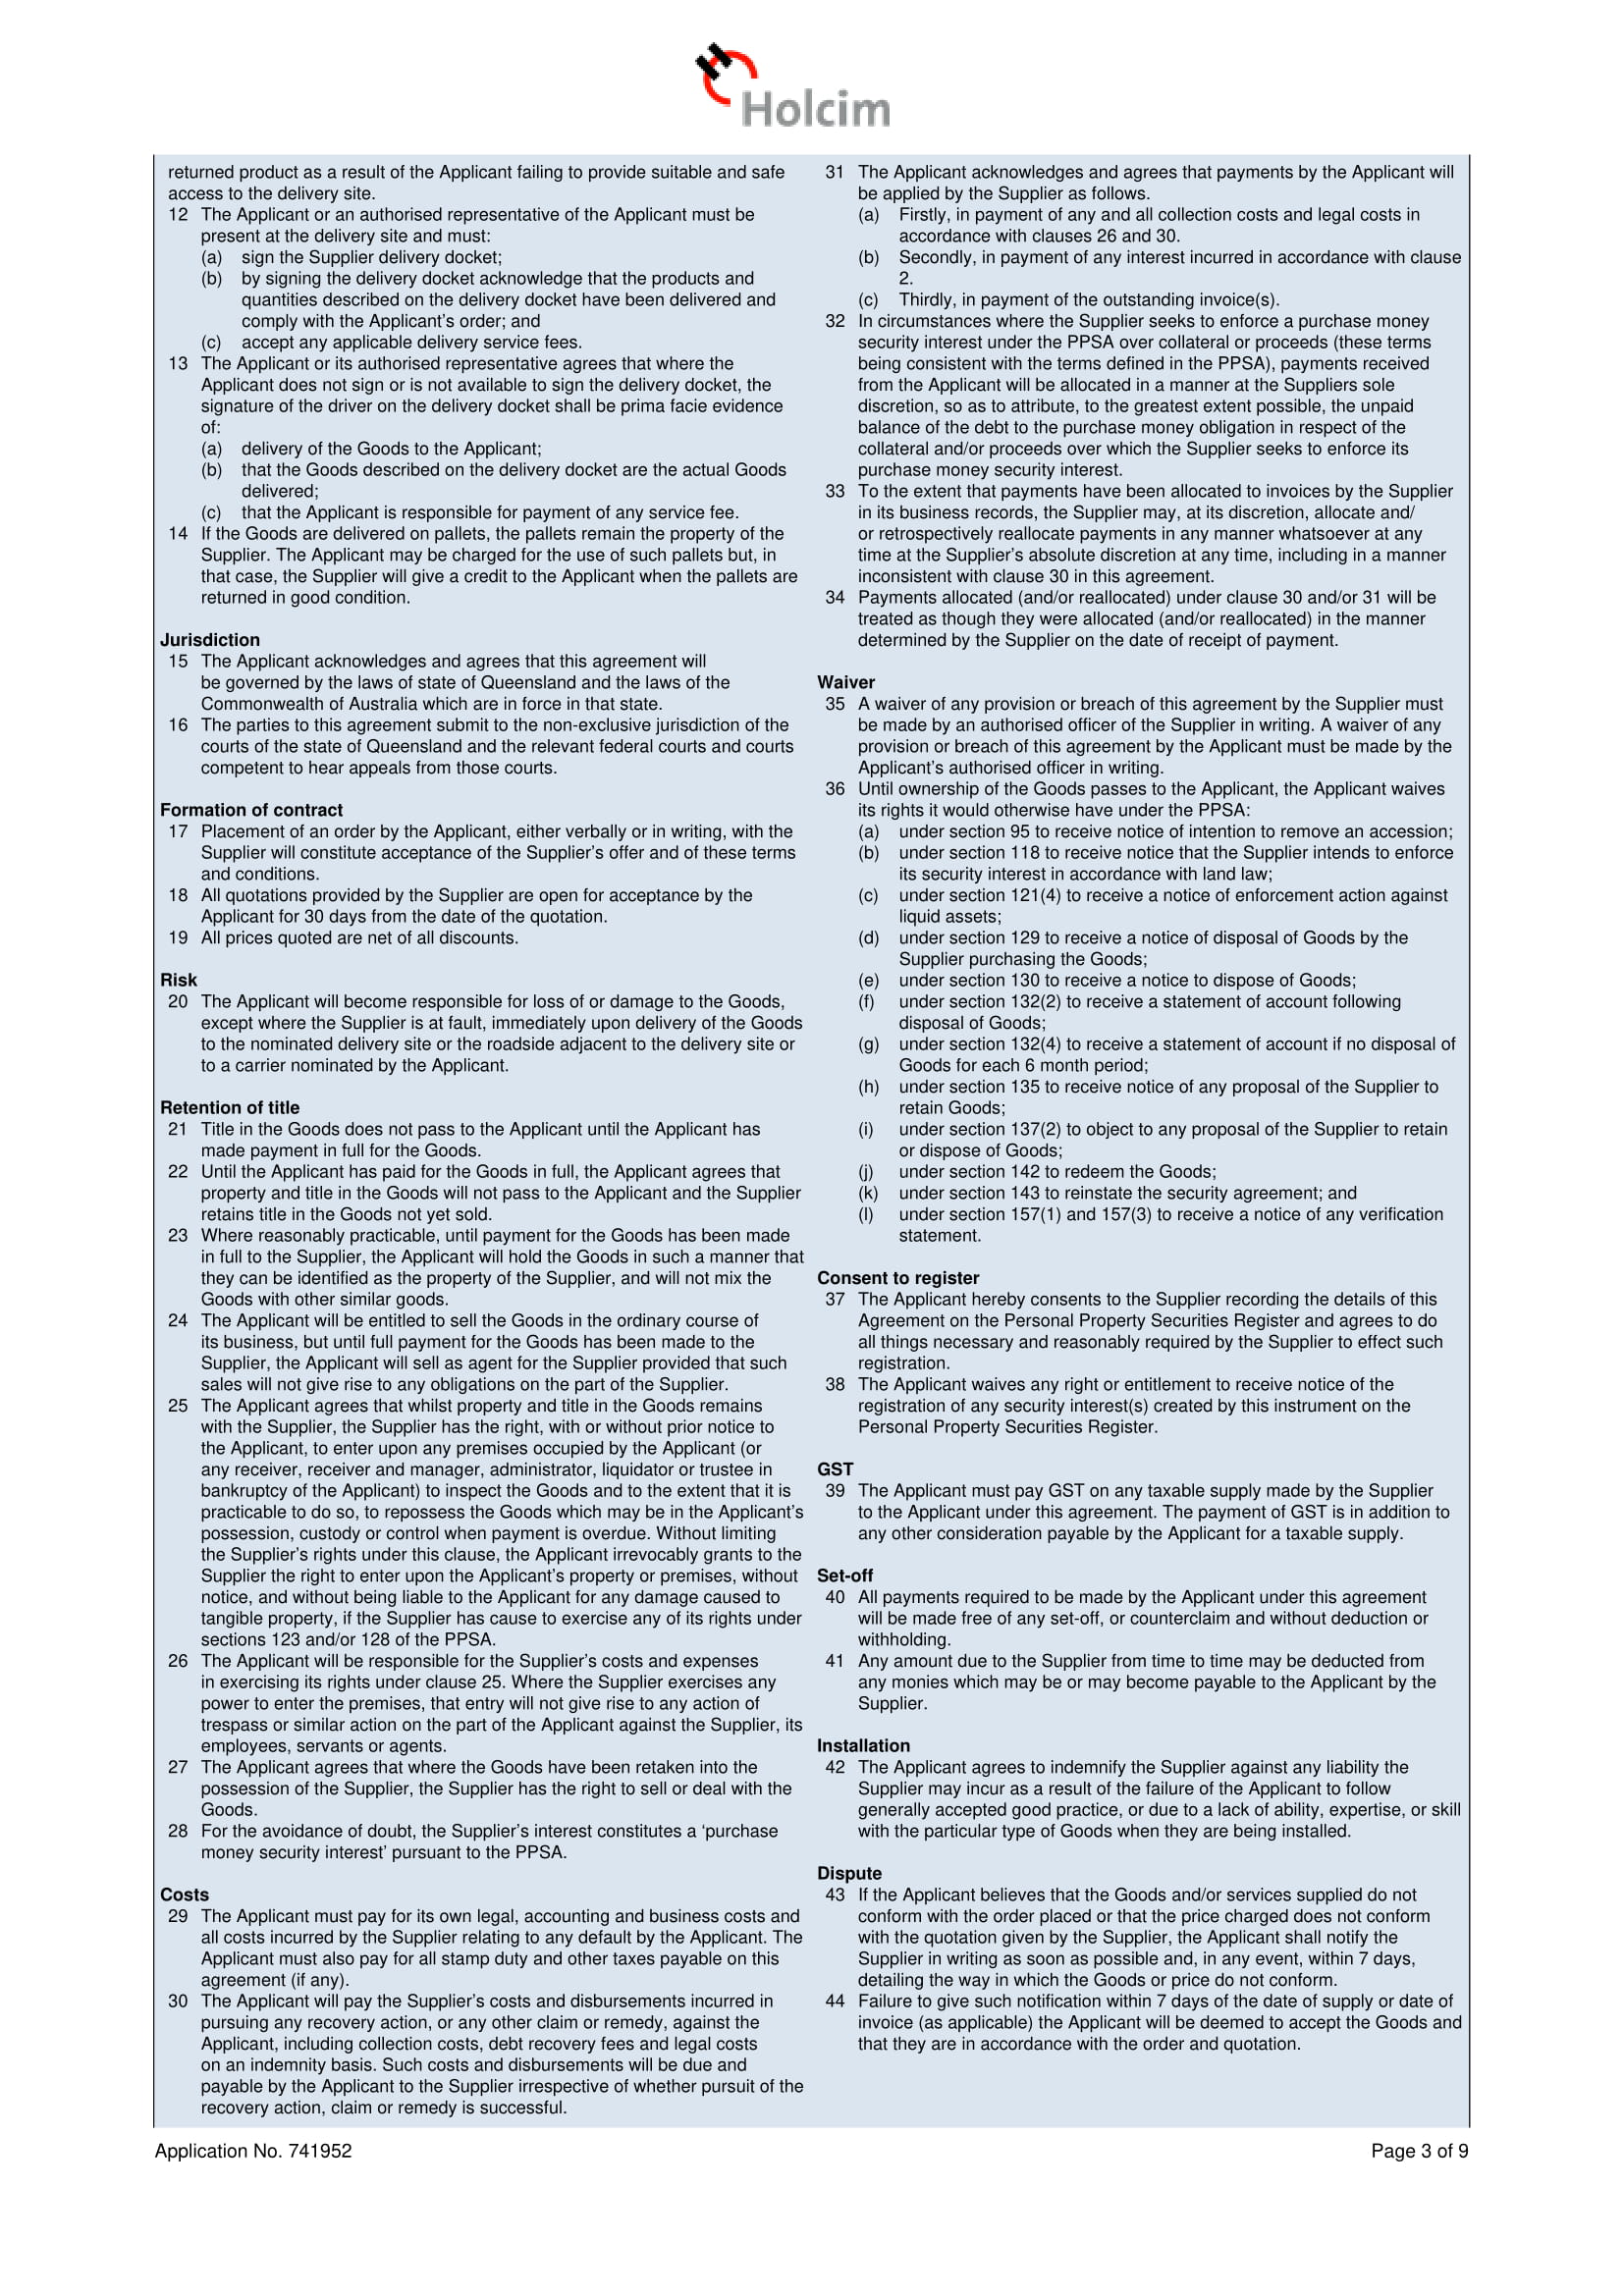 Holcim
returned product as a result of the Applicant failing to provide suitable and safe
access to the delivery site.
12 The Applicant or an authorised representative of the Applicant must be
present at the delivery site and must:
(a) sign the Supplier delivery docket;
(b) by signing the delivery docket acknowledge that the products and
quantities described on the delivery docket have been delivered and
comply with the Applicant’s order; and
(c) accept any applicable delivery service fees.
13 The Applicant or its authorised representative agrees that where the
Applicant does not sign or is not available to sign the delivery docket, the
signature of the driver on the delivery docket shall be prima facie evidence
of:
(a) delivery of the Goods to the Applicant;
(b) that the Goods described on the delivery docket are the actual Goods
delivered;
(c) that the Applicant is responsible for payment of any service fee.
14 If the Goods are delivered on pallets, the pallets remain the property of the
Supplier. The Applicant may be charged for the use of such pallets but, in
that case, the Supplier will give a credit to the Applicant when the pallets are
returned in good condition.
Jurisdiction
15 The Applicant acknowledges and agrees that this agreement will
be governed by the laws of state of Queensland and the laws of the
Commonwealth of Australia which are in force in that state.
16 The parties to this agreement submit to the non-exclusive jurisdiction of the
courts of the state of Queensland and the relevant federal courts and courts
competent to hear appeals from those courts.
Formation of contract
17 Placement of an order by the Applicant, either verbally or in writing, with the
Supplier will constitute acceptance of the Supplier’s offer and of these terms
and conditions.
18 All quotations provided by the Supplier are open for acceptance by the
Applicant for 30 days from the date of the quotation.
19 All prices quoted are net of all discounts.
Risk
20 The Applicant will become responsible for loss of or damage to the Goods,
except where the Supplier is at fault, immediately upon delivery of the Goods
to the nominated delivery site or the roadside adjacent to the delivery site or
to a carrier nominated by the Applicant.
Retention of title
21 Title in the Goods does not pass to the Applicant until the Applicant has
made payment in full for the Goods.
22 Until the Applicant has paid for the Goods in full, the Applicant agrees that
property and title in the Goods will not pass to the Applicant and the Supplier
retains title in the Goods not yet sold.
23 Where reasonably practicable, until payment for the Goods has been made
in full to the Supplier, the Applicant will hold the Goods in such a manner that
they can be identified as the property of the Supplier, and will not mix the
Goods with other similar goods.
24 The Applicant will be entitled to sell the Goods in the ordinary course of
its business, but until full payment for the Goods has been made to the
Supplier, the Applicant will sell as agent for the Supplier provided that such
sales will not give rise to any obligations on the part of the Supplier.
25 The Applicant agrees that whilst property and title in the Goods remains
with the Supplier, the Supplier has the right, with or without prior notice to
the Applicant, to enter upon any premises occupied by the Applicant (or
any receiver, receiver and manager, administrator, liquidator or trustee in
bankruptcy of the Applicant) to inspect the Goods and to the extent that it is
practicable to do so, to repossess the Goods which may be in the Applicant’s
possession, custody or control when payment is overdue. Without limiting
the Supplier’s rights under this clause, the Applicant irrevocably grants to the
Supplier the right to enter upon the Applicant’s property or premises, without
notice, and without being liable to the Applicant for any damage caused to
tangible property, if the Supplier has cause to exercise any of its rights under
sections 123 and/or 128 of the PPSA.
26 The Applicant will be responsible for the Supplier’s costs and expenses
in exercising its rights under clause 25. Where the Supplier exercises any
power to enter the premises, that entry will not give rise to any action of
trespass or similar action on the part of the Applicant against the Supplier, its
employees, servants or agents.
27 The Applicant agrees that where the Goods have been retaken into the
possession of the Supplier, the Supplier has the right to sell or deal with the
Goods.
28 For the avoidance of doubt, the Supplier’s interest constitutes a ‘purchase
money security interest’ pursuant to the PPSA.
Costs
29 The Applicant must pay for its own legal, accounting and business costs and
all costs incurred by the Supplier relating to any default by the Applicant. The
Applicant must also pay for all stamp duty and other taxes payable on this
agreement (if any).
30 The Applicant will pay the Supplier’s costs and disbursements incurred in
pursuing any recovery action, or any other claim or remedy, against the
Applicant, including collection costs, debt recovery fees and legal costs
on an indemnity basis. Such costs and disbursements will be due and
payable by the Applicant to the Supplier irrespective of whether pursuit of the
recovery action, claim or remedy is successful.
31 The Applicant acknowledges and agrees that payments by the Applicant will
be applied by the Supplier as follows.
(a) Firstly, in payment of any and all collection costs and legal costs in
accordance with clauses 26 and 30.
(b) Secondly, in payment of any interest incurred in accordance with clause
2.
(c) Thirdly, in payment of the outstanding invoice(s).
32 In circumstances where the Supplier seeks to enforce a purchase money
security interest under the PPSA over collateral or proceeds (these terms
being consistent with the terms defined in the PPSA), payments received
from the Applicant will be allocated in a manner at the Suppliers sole
discretion, so as to attribute, to the greatest extent possible, the unpaid
balance of the debt to the purchase money obligation in respect of the
collateral and/or proceeds over which the Supplier seeks to enforce its
purchase money security interest.
33 To the extent that payments have been allocated to invoices by the Supplier
in its business records, the Supplier may, at its discretion, allocate and/
or retrospectively reallocate payments in any manner whatsoever at any
time at the Supplier’s absolute discretion at any time, including in a manner
inconsistent with clause 30 in this agreement.
34 Payments allocated (and/or reallocated) under clause 30 and/or 31 will be
treated as though they were allocated (and/or reallocated) in the manner
determined by the Supplier on the date of receipt of payment.
Waiver
35 A waiver of any provision or breach of this agreement by the Supplier must
be made by an authorised officer of the Supplier in writing. A waiver of any
provision or breach of this agreement by the Applicant must be made by the
Applicant’s authorised officer in writing.
36 Until ownership of the Goods passes to the Applicant, the Applicant waives
its rights it would otherwise have under the PPSA:
(a) under section 95 to receive notice of intention to remove an accession;
(b) under section 118 to receive notice that the Supplier intends to enforce
its security interest in accordance with land law;
(c) under section 121(4) to receive a notice of enforcement action against
liquid assets;
(d) under section 129 to receive a notice of disposal of Goods by the
Supplier purchasing the Goods;
(e) under section 130 to receive a notice to dispose of Goods;
(f) under section 132(2) to receive a statement of account following
disposal of Goods;
(g) under section 132(4) to receive a statement of account if no disposal of
Goods for each 6 month period;
(h) under section 135 to receive notice of any proposal of the Supplier to
retain Goods;
(i) under section 137(2) to object to any proposal of the Supplier to retain
or dispose of Goods;
(j) under section 142 to redeem the Goods;
(k) under section 143 to reinstate the security agreement; and
(l) under section 157(1) and 157(3) to receive a notice of any verification
statement.
Consent to register
37 The Applicant hereby consents to the Supplier recording the details of this
Agreement on the Personal Property Securities Register and agrees to do
all things necessary and reasonably required by the Supplier to effect such
registration.
38 The Applicant waives any right or entitlement to receive notice of the
registration of any security interest(s) created by this instrument on the
Personal Property Securities Register.
GST
39 The Applicant must pay GST on any taxable supply made by the Supplier
to the Applicant under this agreement. The payment of GST is in addition to
any other consideration payable by the Applicant for a taxable supply.
Set-off
40 All payments required to be made by the Applicant under this agreement
will be made free of any set-off, or counterclaim and without deduction or
withholding.
41 Any amount due to the Supplier from time to time may be deducted from
any monies which may be or may become payable to the Applicant by the
Supplier.
Installation
42 The Applicant agrees to indemnify the Supplier against any liability the
Supplier may incur as a result of the failure of the Applicant to follow
generally accepted good practice, or due to a lack of ability, expertise, or skill
with the particular type of Goods when they are being installed.
Dispute
43 If the Applicant believes that the Goods and/or services supplied do not
conform with the order placed or that the price charged does not conform
with the quotation given by the Supplier, the Applicant shall notify the
Supplier in writing as soon as possible and, in any event, within 7 days,
detailing the way in which the Goods or price do not conform.
44 Failure to give such notification within 7 days of the date of supply or date of
invoice (as applicable) the Applicant will be deemed to accept the Goods and
that they are in accordance with the order and quotation.
Application No. 741952
Page 3 of 9